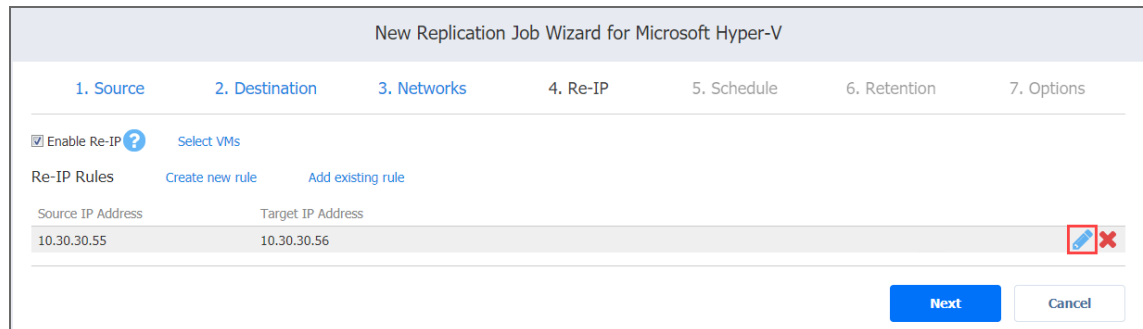 New Replication Job Wizard for Microsoft Hyper-V
1. Source 2. Destination 3. Networks 4. Re-IP 5. Schedule 6. Retention 7. Options
Enable Re-IP ? Select VMs
Re-IP Rules Create new rule Add existing rule
Source IP Address Target IP Address
10.30.30.55 10.30.30.56
Next Cancel